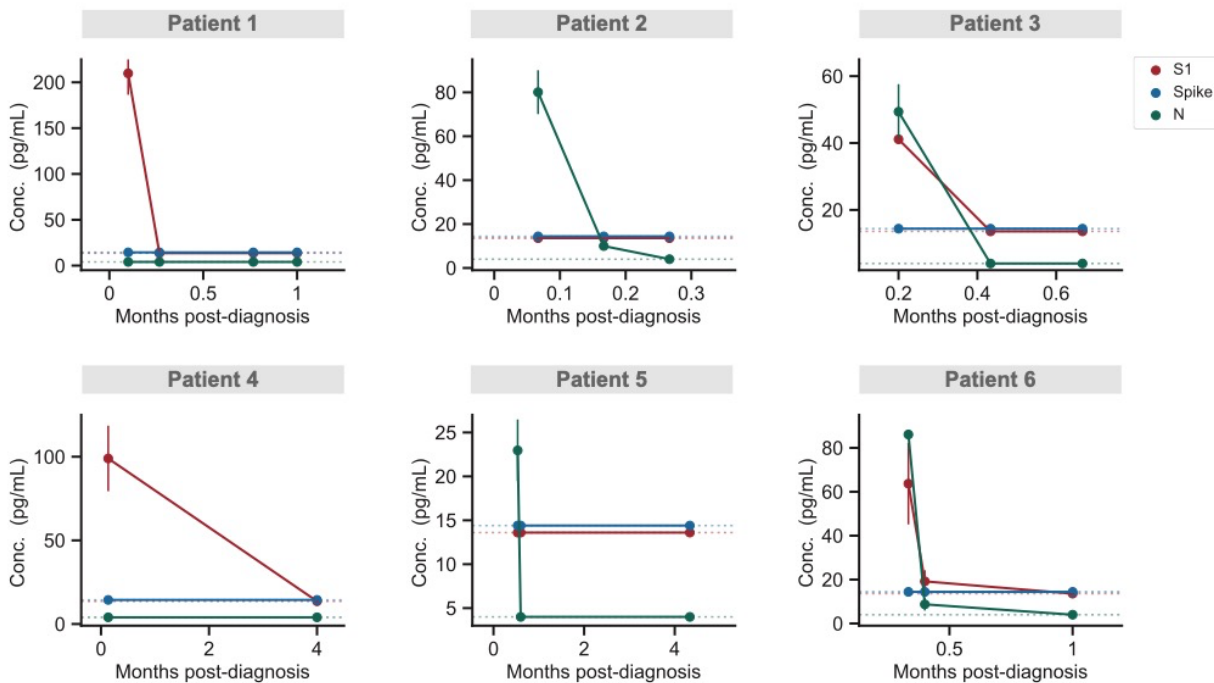 Patient 1
Patient 2
Patient 3
Conc. (pg/mL)
200
150
100
50
0
0
0.5
1
Months post-diagnosis
Conc. (pg/mL)
80
60
40
20
0
0
0.1
0.2
0.3
Months post-diagnosis
Conc. (pg/mL)
60
40
20
0.2
0.4
0.6
Months post-diagnosis
S1
Spike
N
Patient 4
Patient 5
Patient 6
Conc. (pg/mL)
100
50
0
0
2
4
Months post-diagnosis
Conc. (pg/mL)
25
20
15
10
5
0
2
4
Months post-diagnosis
Conc. (pg/mL)
80
60
40
20
0
0.5
1
Months post-diagnosis